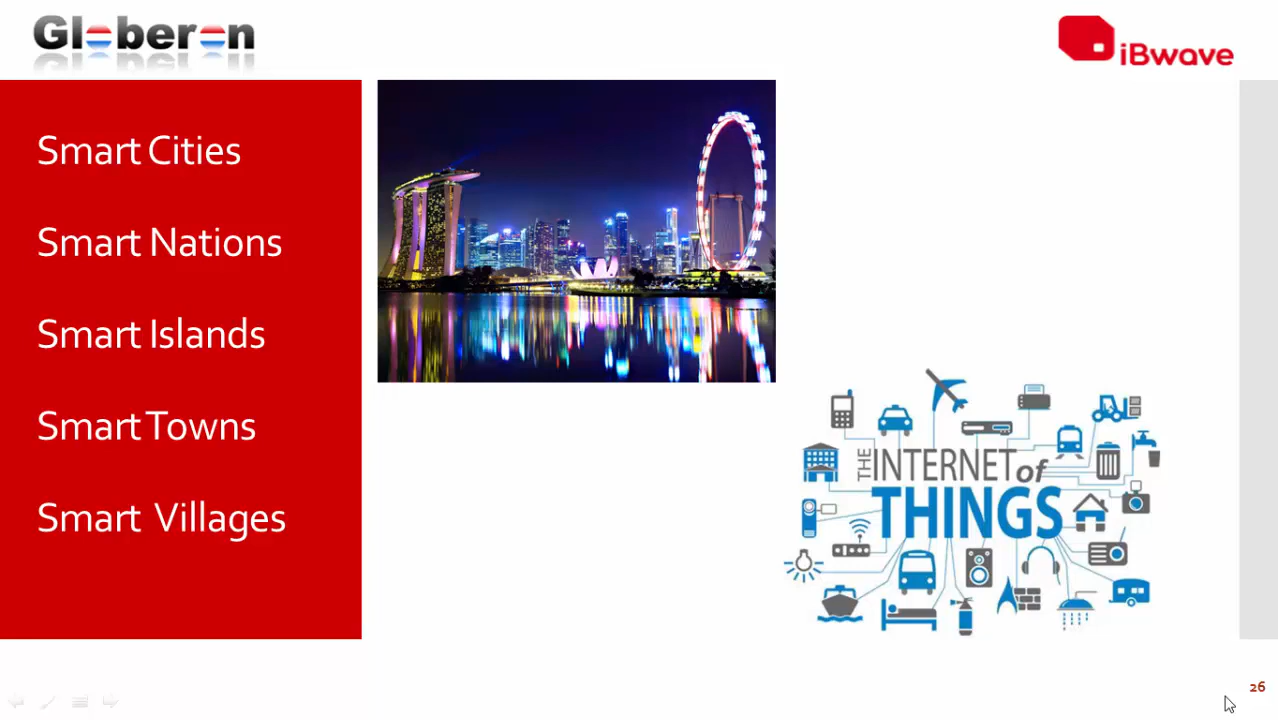 Globeron
iBwave
Smart Cities
Smart Nations
Smart Islands
Smart Towns
Smart Villages
THE INTERNET of
THINGS
26